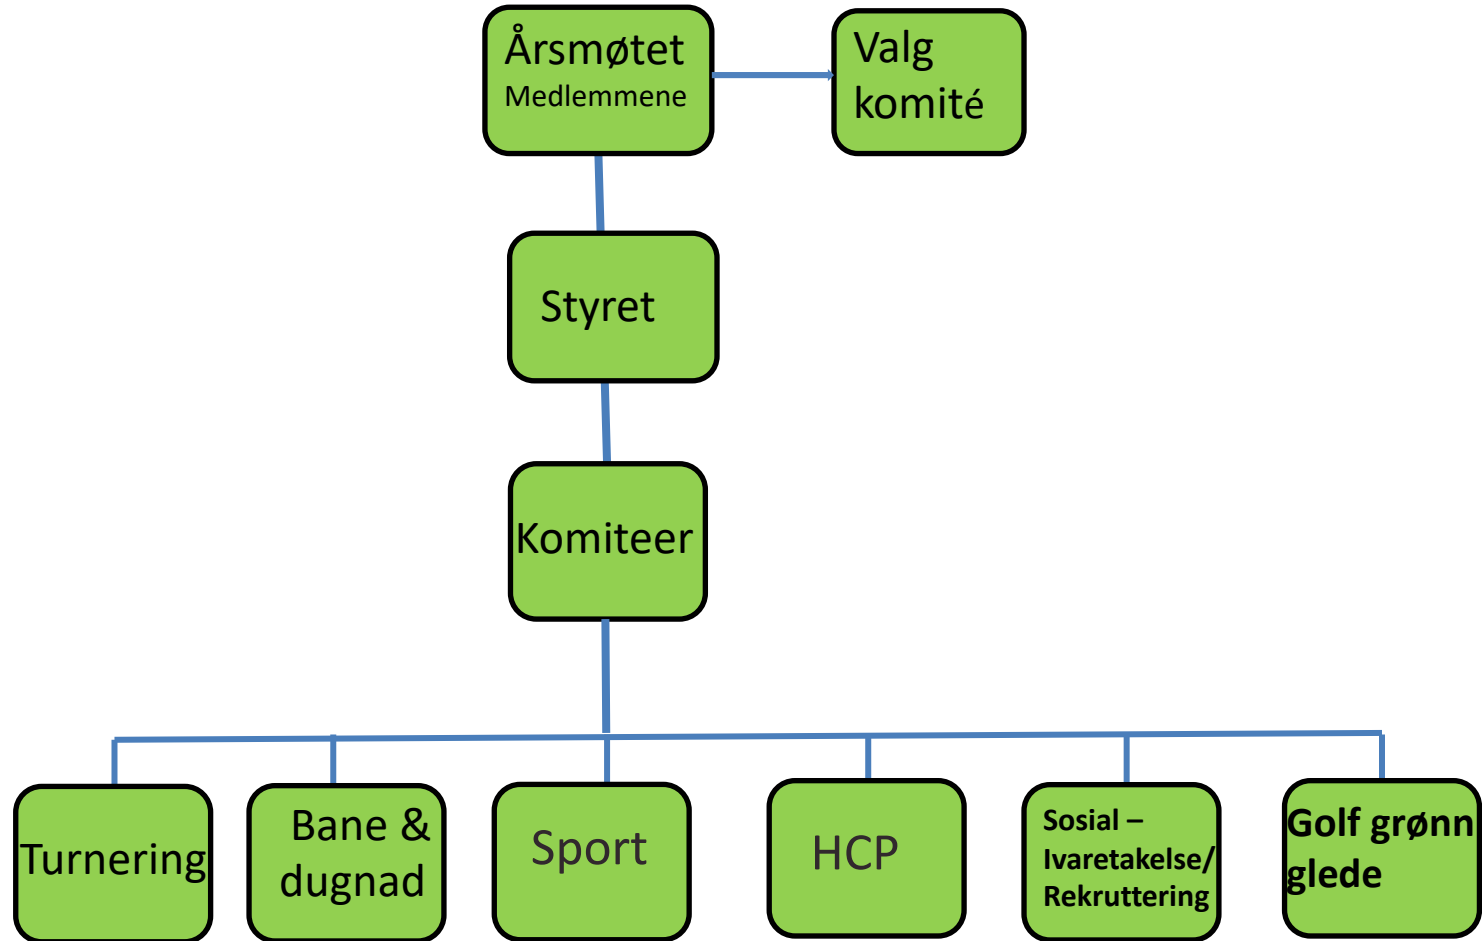 Årsmøtet
Medlemmene
Valg
komité
Styret
Komiteer
Turnering
Bane &
dugnad
Sport
HCP
Sosial –
Ivaretakelse/
Rekruttering
Golf grønn
glede